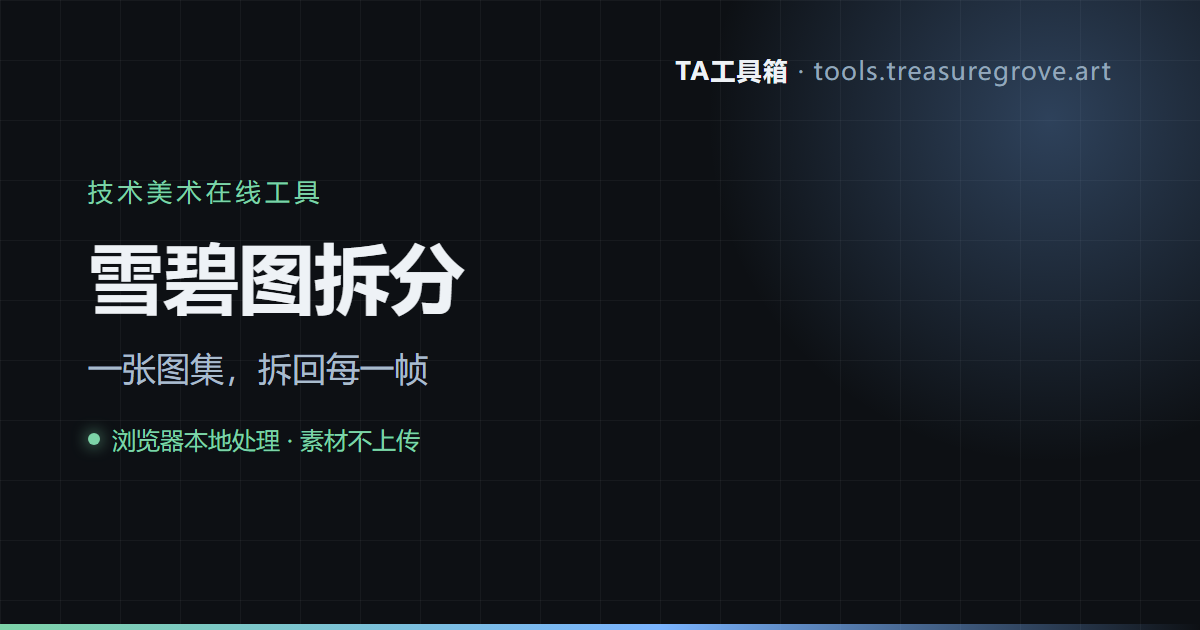 TA工具箱 · tools.treasuregrove.art
技术美术在线工具
雪碧图拆分
一张图集，拆回每一帧
浏览器本地处理 · 素材不上传